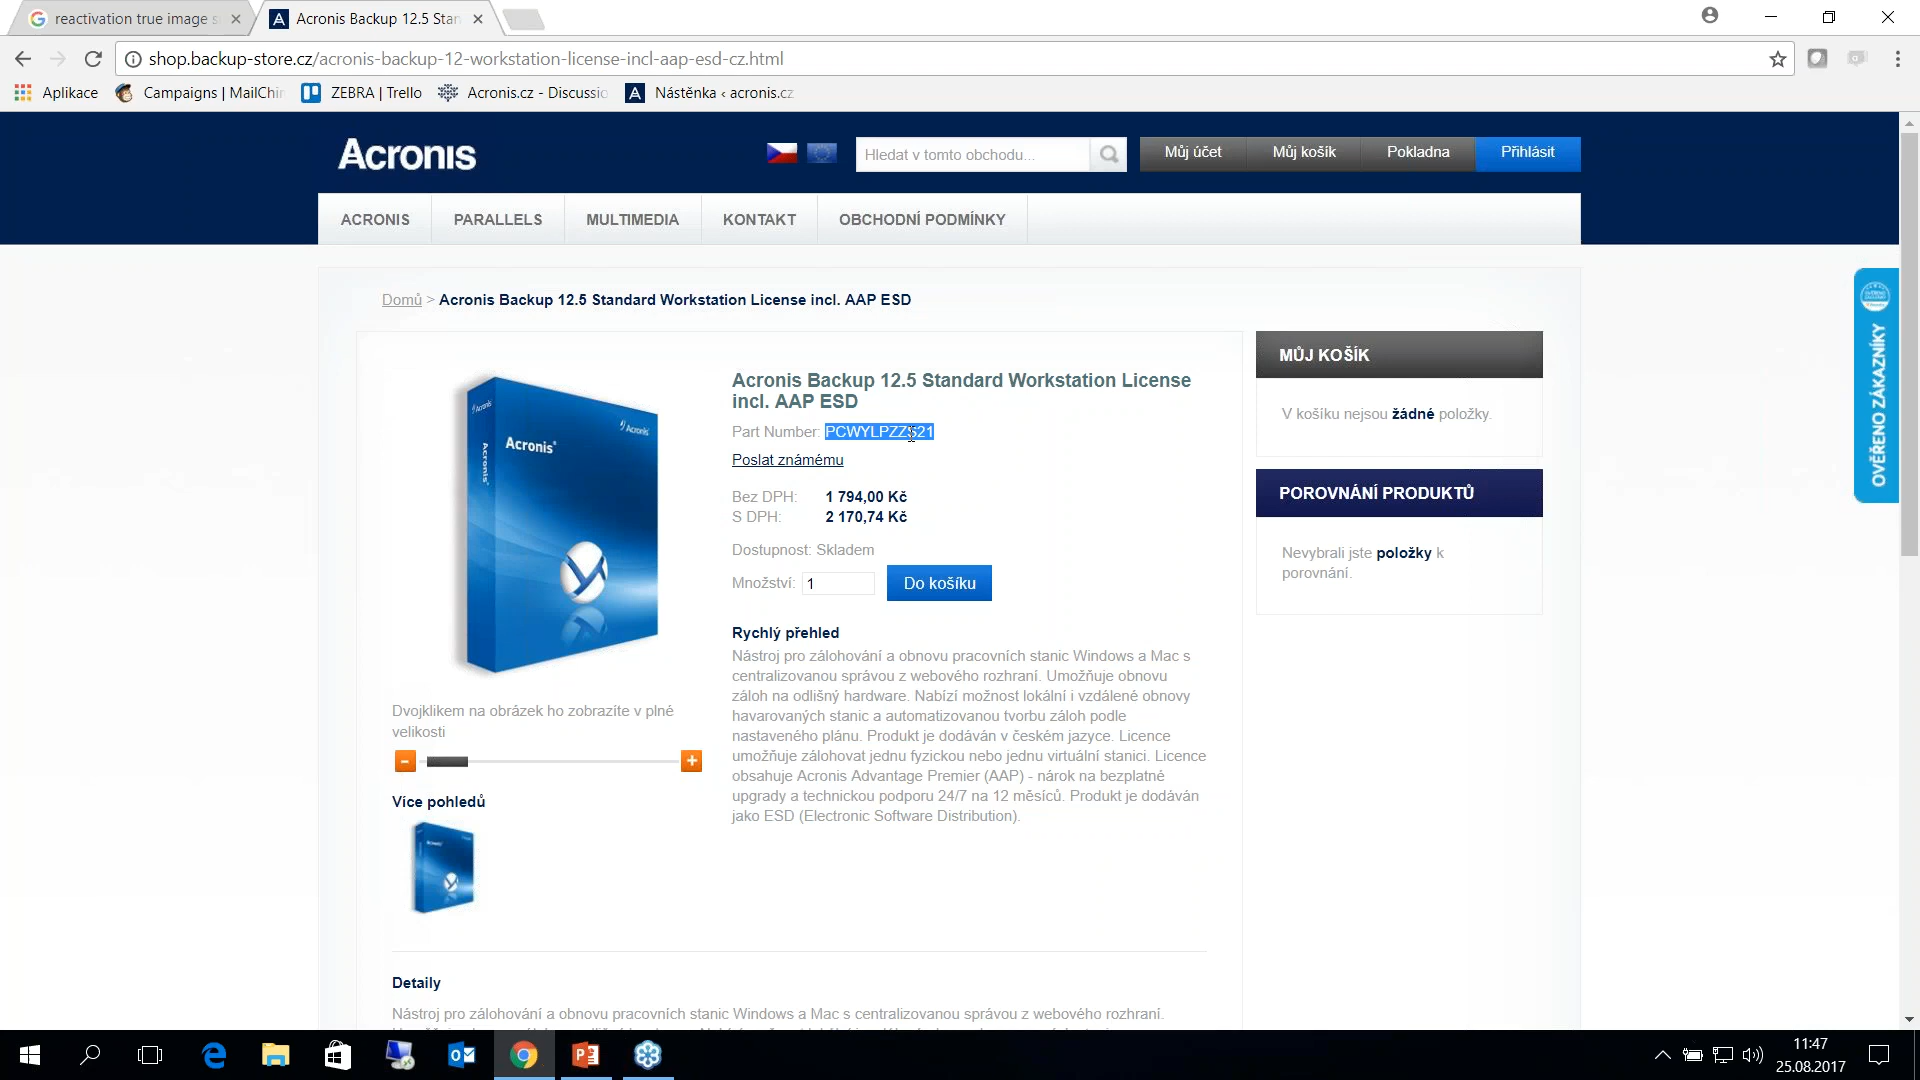 reactivation true image s
Acronis Backup 12.5 Stan
shop.backup-store.cz/acronis-backup-12-workstation-license-incl-aap-esd-cz.html
Aplikace
Campaigns | MailChim
ZEBRA | Trello
Acronis.cz - Discussio
Nástěnka ‹ acronis.cz
Acronis
Hledat v tomto obchodu...
Můj účet
Můj košík
Pokladna
Přihlásit
ACRONIS
PARALLELS
MULTIMEDIA
KONTAKT
OBCHODNÍ PODMÍNKY
Domů > Acronis Backup 12.5 Standard Workstation License incl. AAP ESD
Acronis
Acronis
Acronis®
Acronis®
Acronis Backup 12.5 Standard Workstation License
incl. AAP ESD
Part Number: PCWYLPZZS21
Poslat známému
Bez DPH: 1 794,00 Kč
S DPH: 2 170,74 Kč
Dostupnost: Skladem
Množství: 1 Do košíku
Rychlý přehled
Nástroj pro zálohování a obnovu pracovních stanic Windows a Mac s
centralizovanou správou z webového rozhraní. Umožňuje obnovu
záloh na odlišný hardware. Nabízí možnost lokální i vzdálené obnovy
havarovaných stanic a automatizovanou tvorbu záloh podle
nastaveného plánu. Produkt je dodáván v českém jazyce. Licence
umožňuje zálohovat jednu fyzickou nebo jednu virtuální stanici. Licence
obsahuje Acronis Advantage Premier (AAP) - nárok na bezplatné
upgrady a technickou podporu 24/7 na 12 měsíců. Produkt je dodáván
jako ESD (Electronic Software Distribution).
MŮJ KOŠÍK
V košíku nejsou žádné položky.
POROVNÁNÍ PRODUKTŮ
Nevybrali jste položky k
porovnání.
OVĚŘENO ZÁKAZNÍKY
Dvojklikem na obrázek ho zobrazíte v plné
velikosti
Více pohledů
Detaily
Nástroj pro zálohování a obnovu pracovních stanic Windows a Mac s centralizovanou správou z webového rozhraní.
11:47
25.08.2017